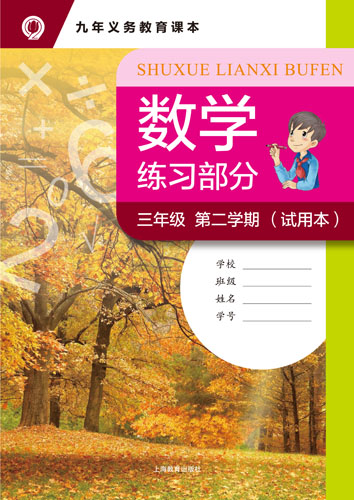 九年义务教育课本
SHUXUE LIANXI BUFEN
数学
练习部分
三年级 第二学期（试用本）
学校
班级
姓名
学号
上海教育出版社